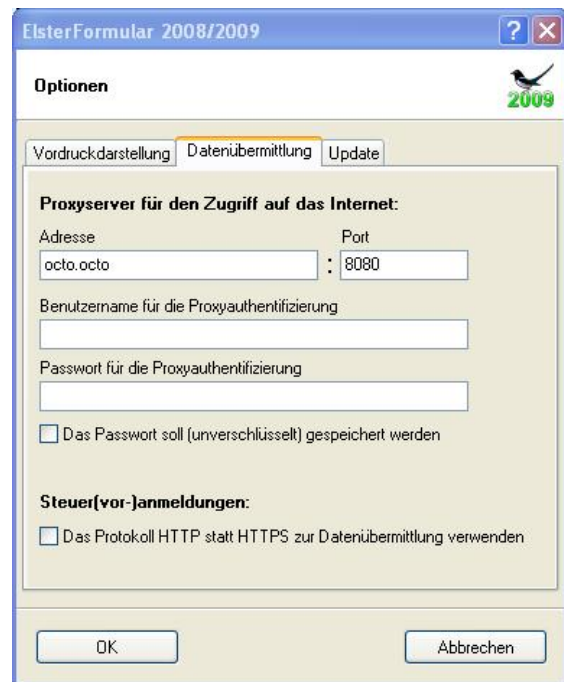 ElsterFormular 2008/2009
?
X
Optionen
2009
Vordruckdarstellung Datenübermittlung Update
Proxyserver für den Zugriff auf das Internet:
Adresse Port
octo.octo : 8080
Benutzername für die Proxyauthentifizierung
Passwort für die Proxyauthentifizierung
Das Passwort soll (unverschlüsselt) gespeichert werden
Steuer(vor-)anmeldungen:
Das Protokoll HTTP statt HTTPS zur Datenübermittlung verwenden
OK Abbrechen